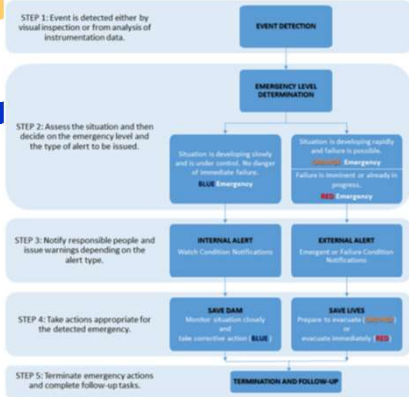 STEP 1: Event is detected either by
visual inspection or from analysis of
instrumentation data.
EVENT DETECTION
EMERGENCY LEVEL
DETERMINATION
STEP 2: Assess the situation and then
decide on the emergency level and
the type of alert to be issued.
Situation is developing slowly
and is under control. No danger
of immediate failure.
BLUE Emergency
Situation is developing rapidly
and failure is possible.
ORANGE Emergency
Failure is imminent or already in
progress.
RED Emergency
STEP 3: Notify responsible people and
issue warnings depending on the
alert type.
INTERNAL ALERT
Watch Condition Notifications
EXTERNAL ALERT
Emergent or Failure Condition
Notifications
STEP 4: Take actions appropriate for
the detected emergency.
SAVE DAM
Monitor situation closely
and
take corrective action (BLUE)
SAVE LIVES
Prepare to evacuate (ORANGE)
or
evacuate immediately (RED)
STEP 5: Terminate emergency actions
and complete follow-up tasks.
TERMINATION AND FOLLOW-UP